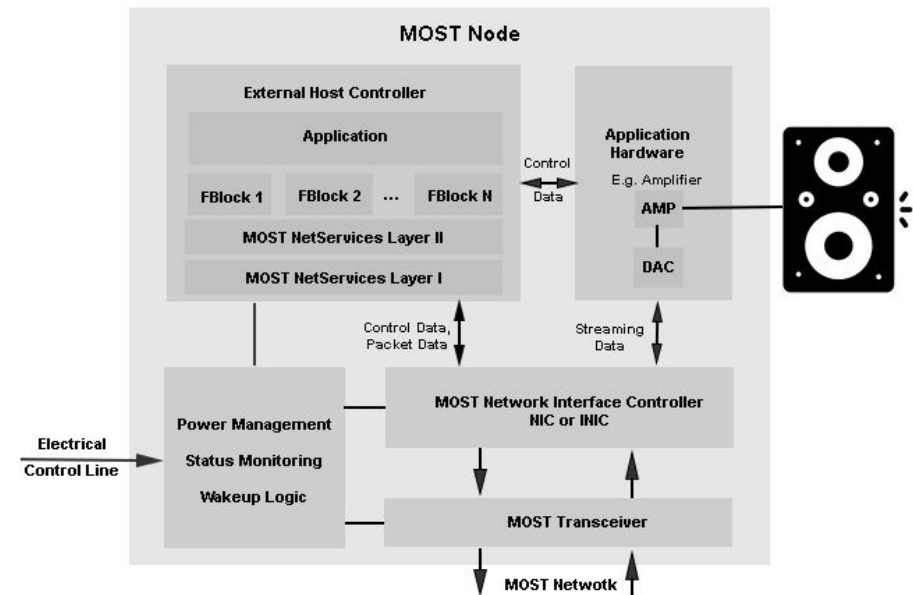 MOST Node
External Host Controller
Application
FBlock 1
FBlock 2
...
FBlock N
MOST NetServices Layer II
MOST NetServices Layer I
Control
Data
Application
Hardware
E.g. Amplifier
AMP
DAC
Control Data,
Packet Data
Streaming
Data
Power Management
Status Monitoring
Wakeup Logic
MOST Network Interface Controller
NIC or INIC
Electrical
Control Line
MOST Transceiver
MOST Netwotk